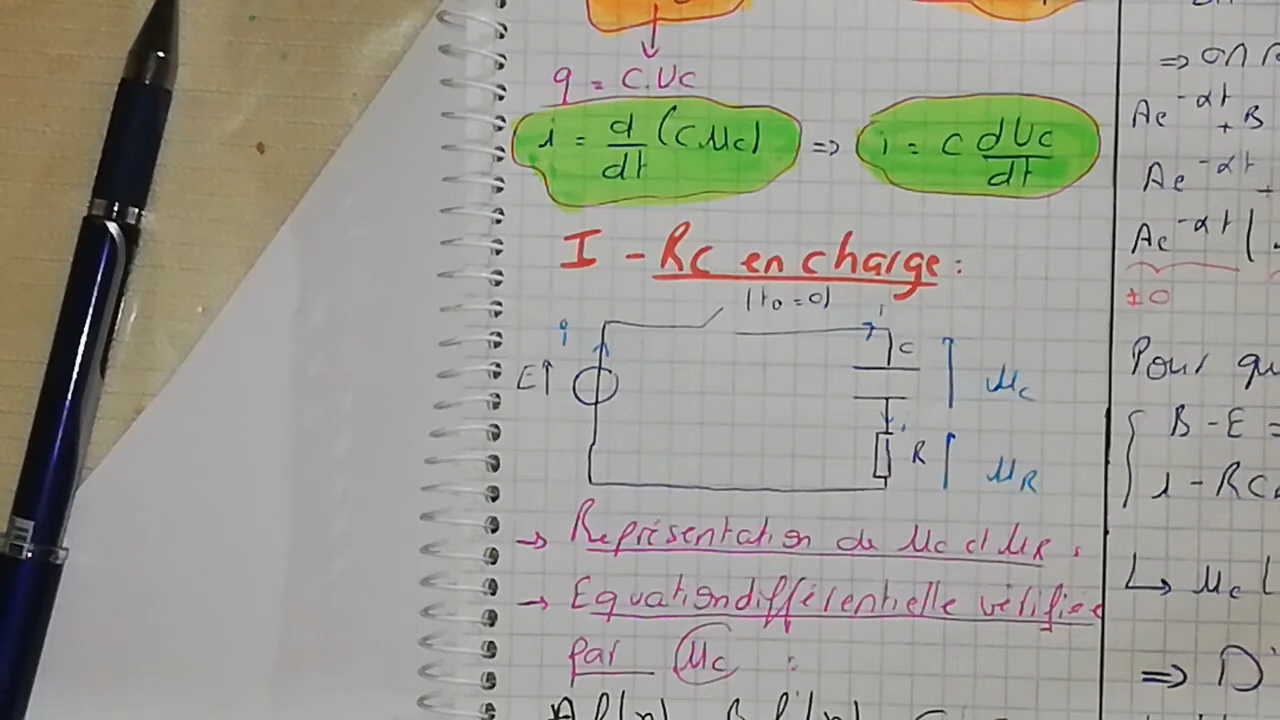 q = C.Uc
i = d/dt (C Uc) => i = C dUc/dt
I - RC en charge :
(t0 = 0)
i
i
E
C
Uc
R
UR
→ Représentation de Uc et UR :
→ Equation différentielle vérifiée
par Uc :
=> on
Ae^-αt + B
Ae^-αt +
Ae^-αt (
≠0
Pour qu
B - E =
1 - RC
↳ Uc (
=> D